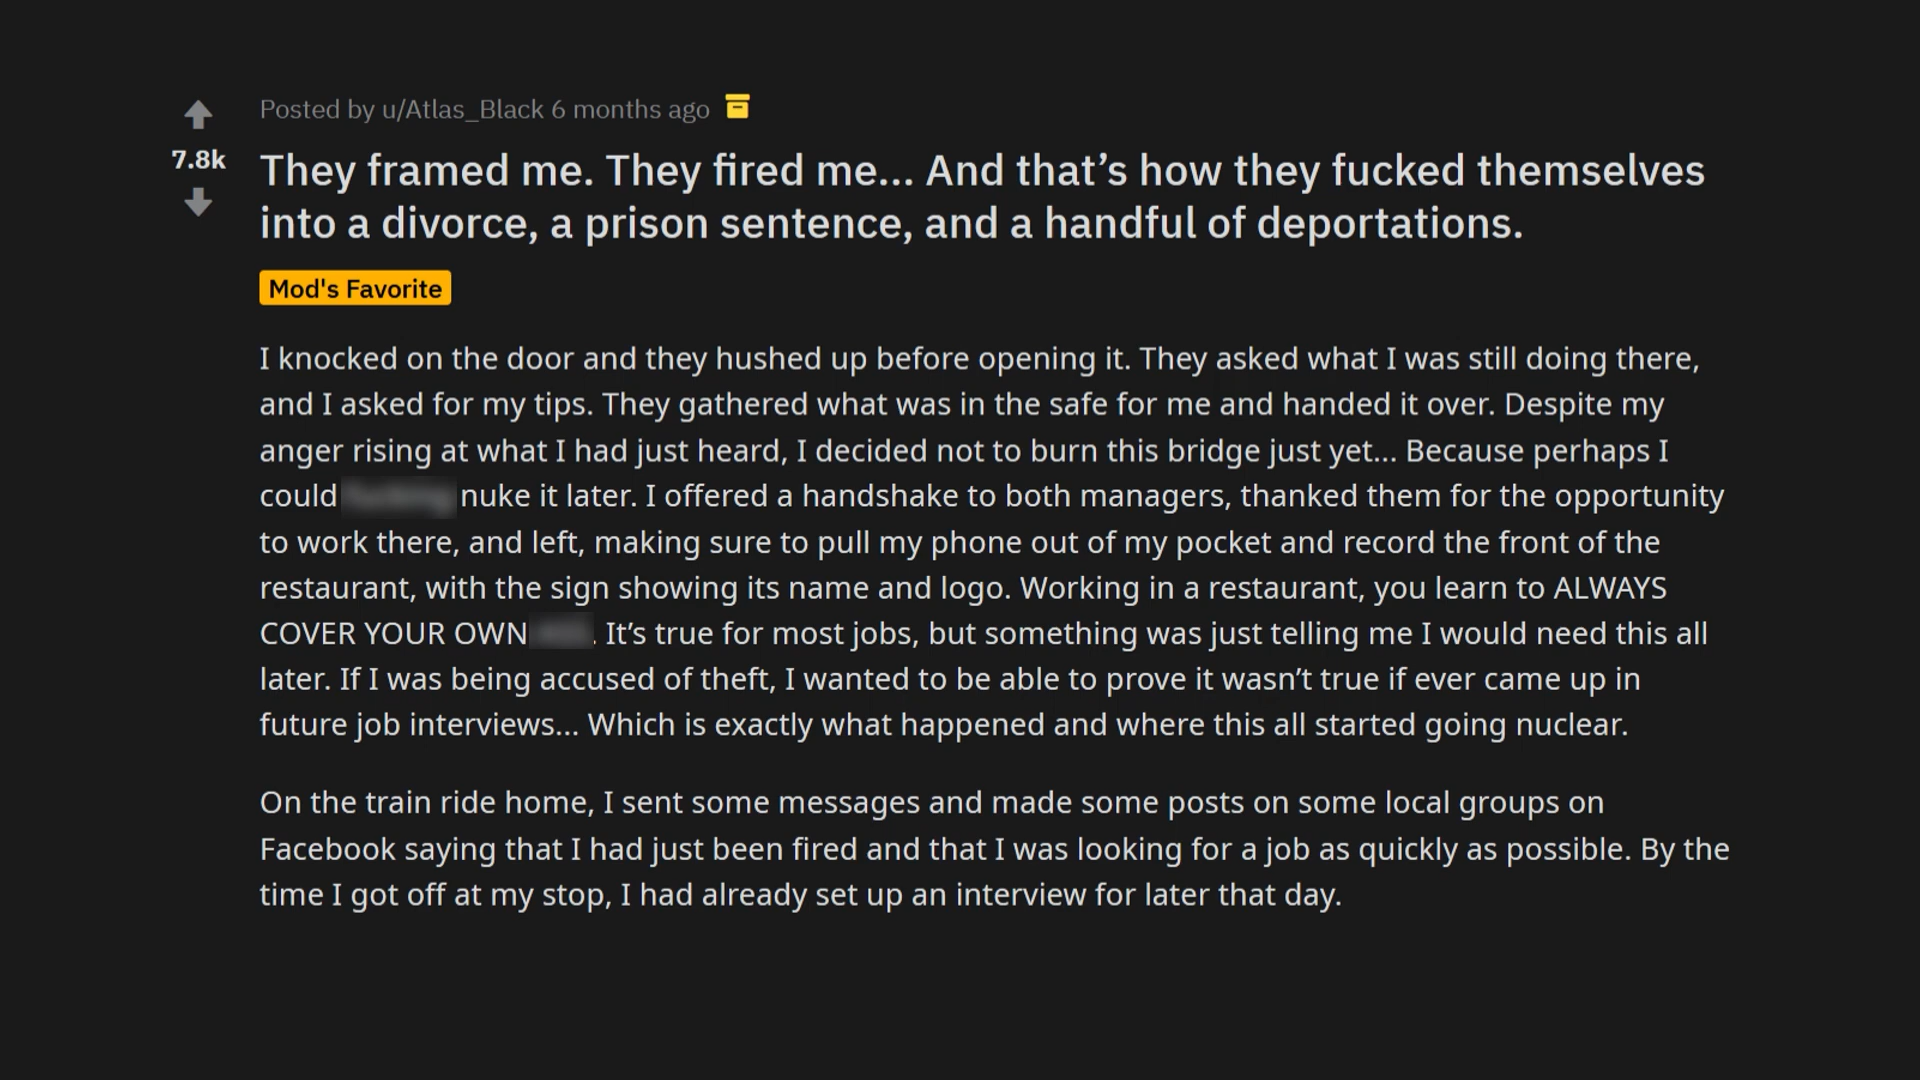 Posted by u/Atlas_Black 6 months ago
7.8k
They framed me. They fired me... And that’s how they fucked themselves
into a divorce, a prison sentence, and a handful of deportations.
Mod's Favorite
I knocked on the door and they hushed up before opening it. They asked what I was still doing there,
and I asked for my tips. They gathered what was in the safe for me and handed it over. Despite my
anger rising at what I had just heard, I decided not to burn this bridge just yet... Because perhaps I
could nuke it later. I offered a handshake to both managers, thanked them for the opportunity
to work there, and left, making sure to pull my phone out of my pocket and record the front of the
restaurant, with the sign showing its name and logo. Working in a restaurant, you learn to ALWAYS
COVER YOUR OWN . It’s true for most jobs, but something was just telling me I would need this all
later. If I was being accused of theft, I wanted to be able to prove it wasn’t true if ever came up in
future job interviews... Which is exactly what happened and where this all started going nuclear.
On the train ride home, I sent some messages and made some posts on some local groups on
Facebook saying that I had just been fired and that I was looking for a job as quickly as possible. By the
time I got off at my stop, I had already set up an interview for later that day.